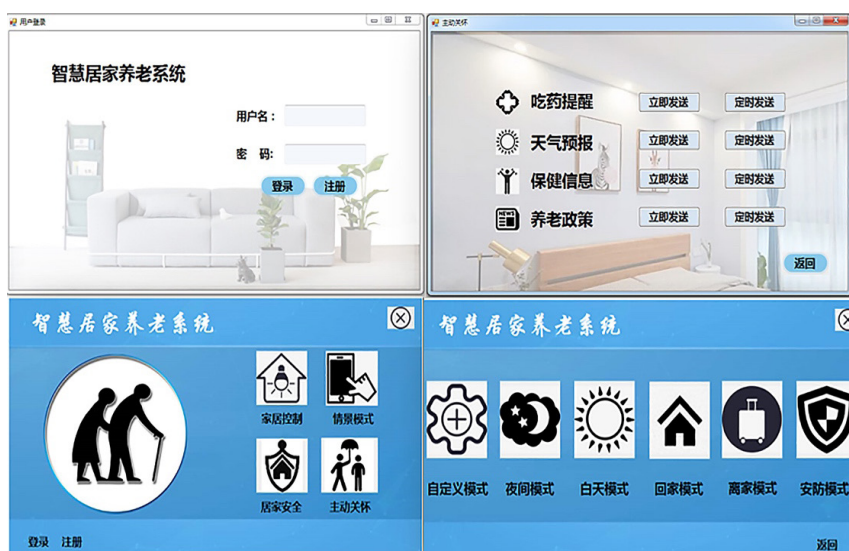 用户登录
智慧居家养老系统
用户名：
密 码:
登录 注册
主动关怀
吃药提醒 立即发送 定时发送
天气预报 立即发送 定时发送
保健信息 立即发送 定时发送
NEWS
养老政策 立即发送 定时发送
返回
智慧居家养老系统
家居控制 情景模式
居家安全 主动关怀
登录 注册
智慧居家养老系统
自定义模式 夜间模式 白天模式 回家模式 离家模式 安防模式
返回